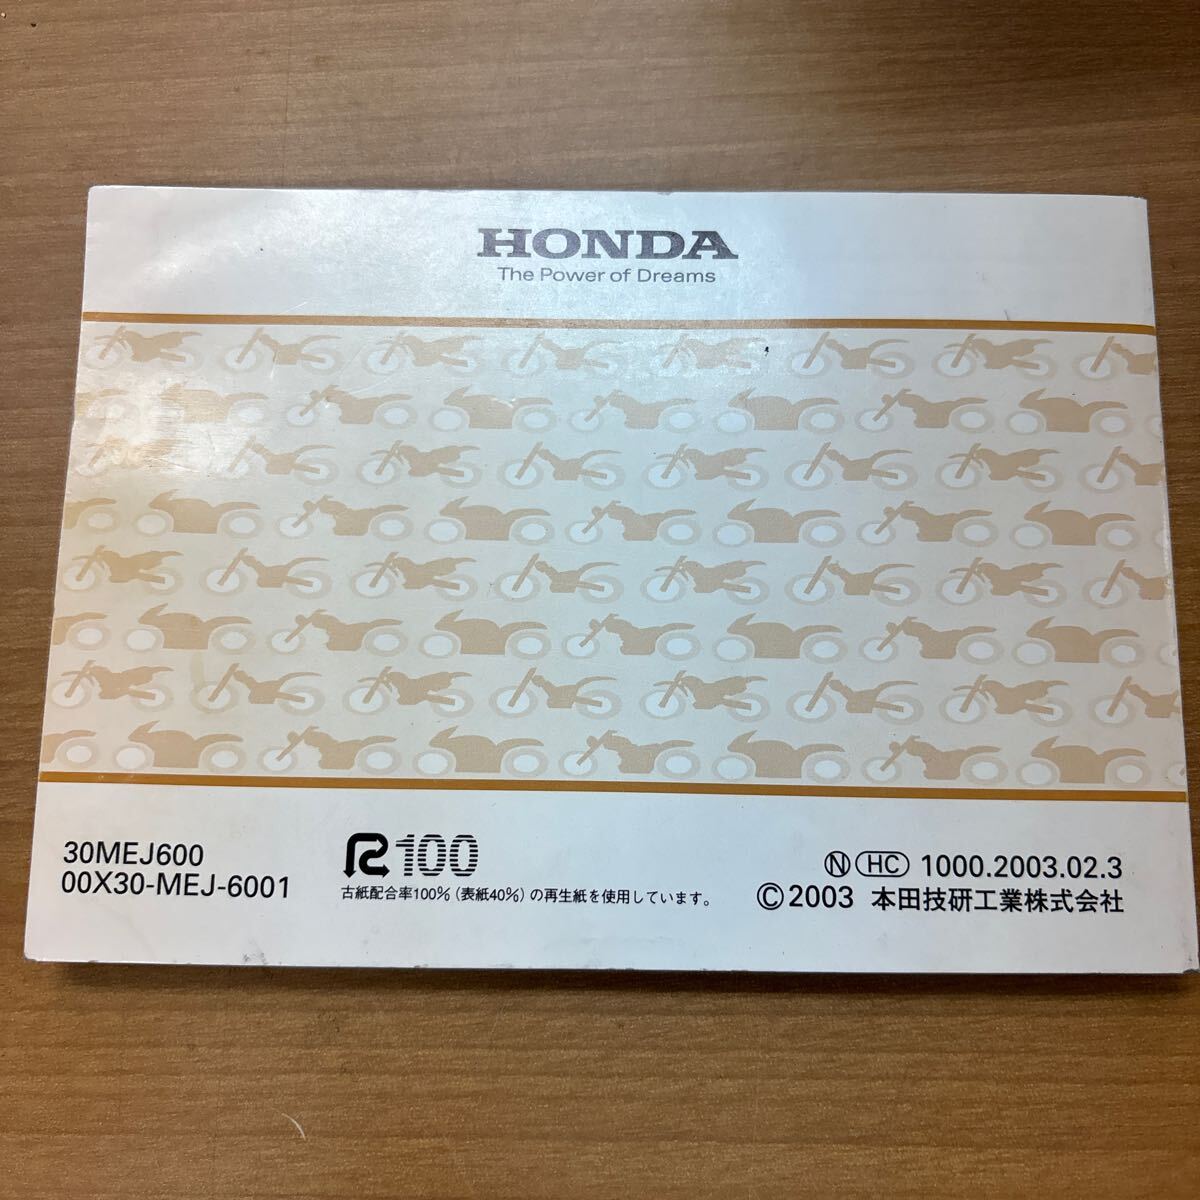 HONDA
The Power of Dreams
30MEJ600
00X30-MEJ-6001
R100
古紙配合率100%（表紙40%）の再生紙を使用しています。
Ⓝ HC 1000.2003.02.3
©2003 本田技研工業株式会社